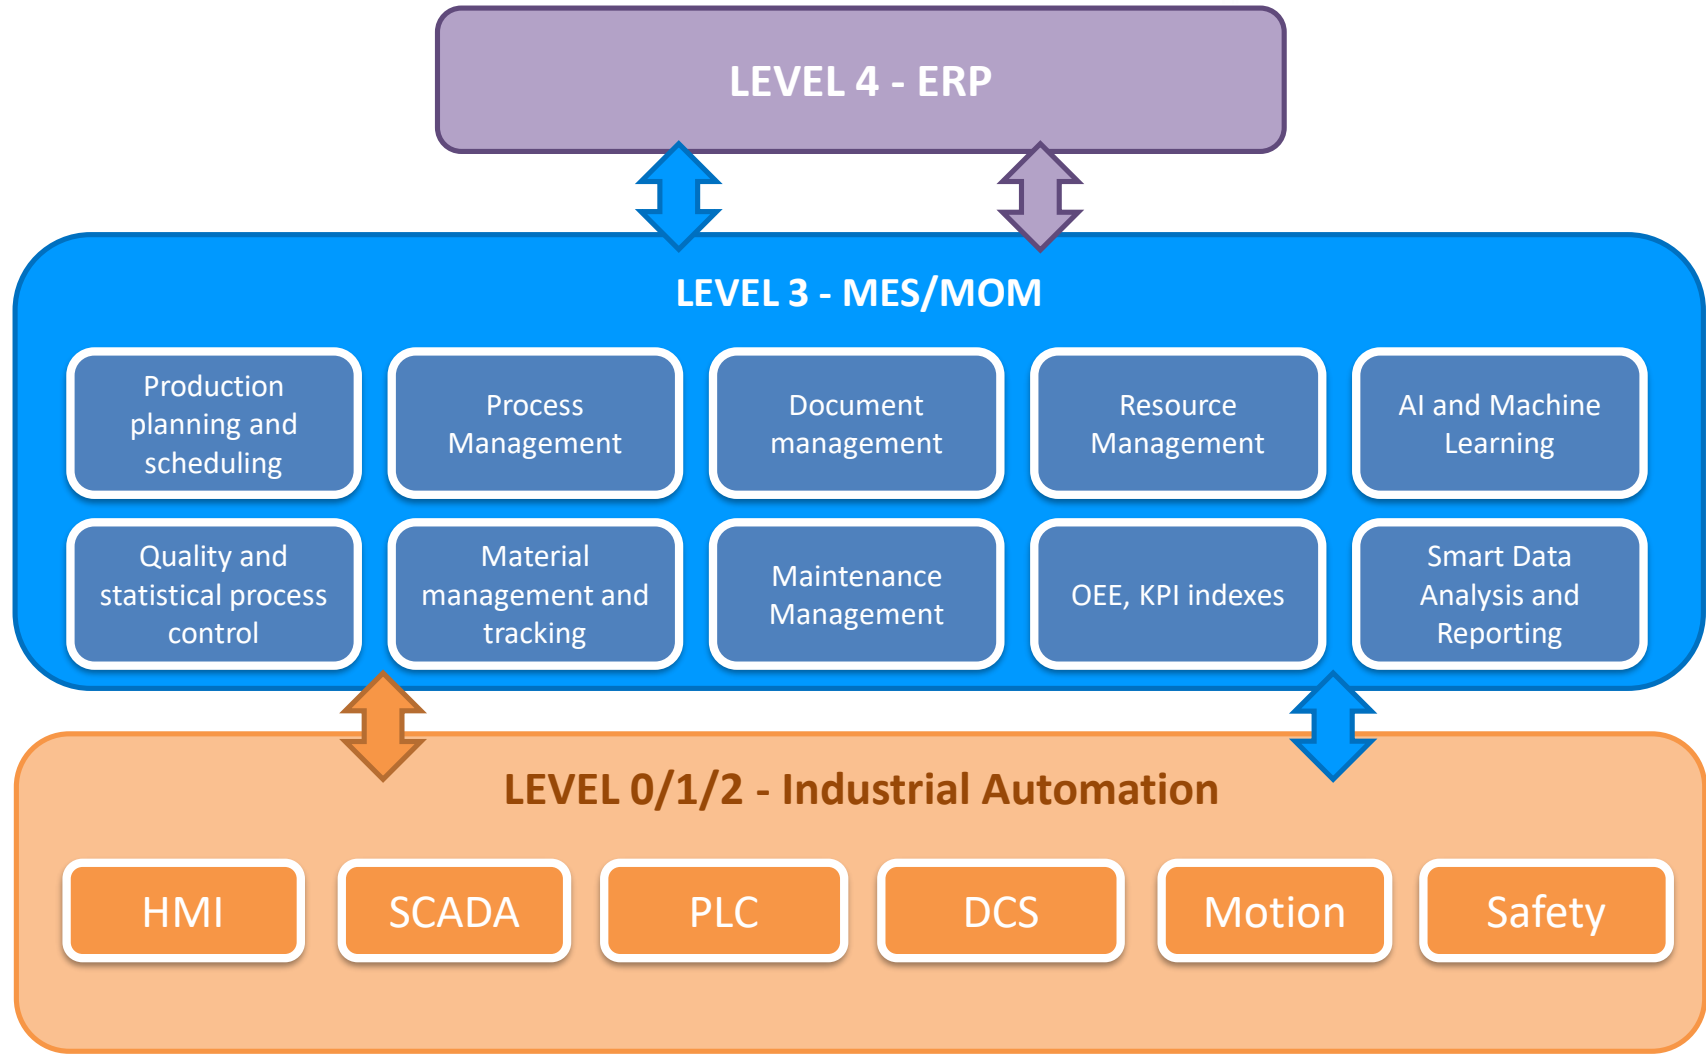 LEVEL 4 - ERP
LEVEL 3 - MES/MOM
Production
planning and
scheduling
Process
Management
Document
management
Resource
Management
AI and Machine
Learning
Quality and
statistical process
control
Material
management and
tracking
Maintenance
Management
OEE, KPI indexes
Smart Data
Analysis and
Reporting
LEVEL 0/1/2 - Industrial Automation
HMI
SCADA
PLC
DCS
Motion
Safety